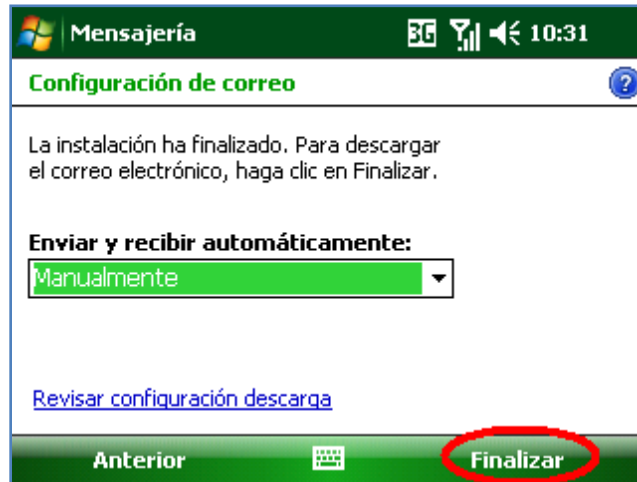 Mensajería 3G 10:31
Configuración de correo ?
La instalación ha finalizado. Para descargar
el correo electrónico, haga clic en Finalizar.
Enviar y recibir automáticamente:
Manualmente
Revisar configuración descarga
Anterior Finalizar